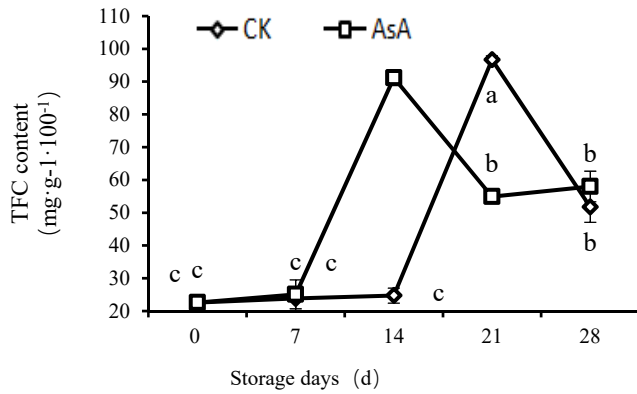 110
100
90
80
70
60
50
40
30
20
TFC content
(mg·g-1·100⁻¹)
CK
AsA
a
b
b
b
c c
c c
c
0 7 14 21 28
Storage days (d)